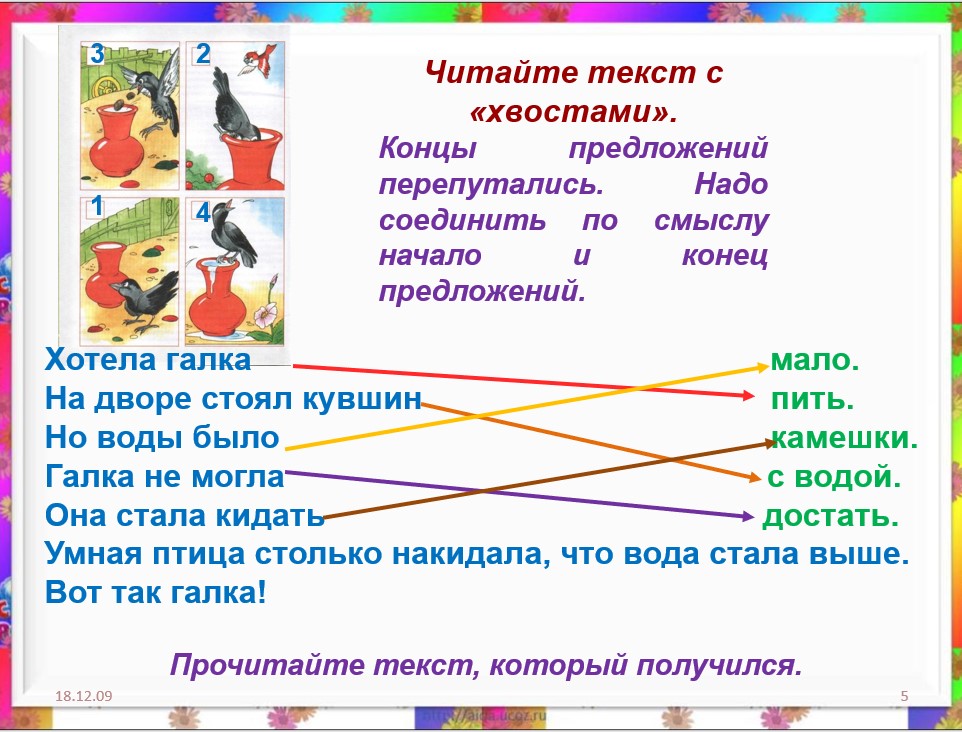 3 2
1 4
Читайте текст с
«хвостами».
Концы предложений
перепутались. Надо
соединить по смыслу
начало и конец
предложений.
Хотела галка мало.
На дворе стоял кувшин пить.
Но воды было камешки.
Галка не могла с водой.
Она стала кидать достать.
Умная птица столько накидала, что вода стала выше.
Вот так галка!
Прочитайте текст, который получился.
18.12.09 5
http://aida.ucoz.ru